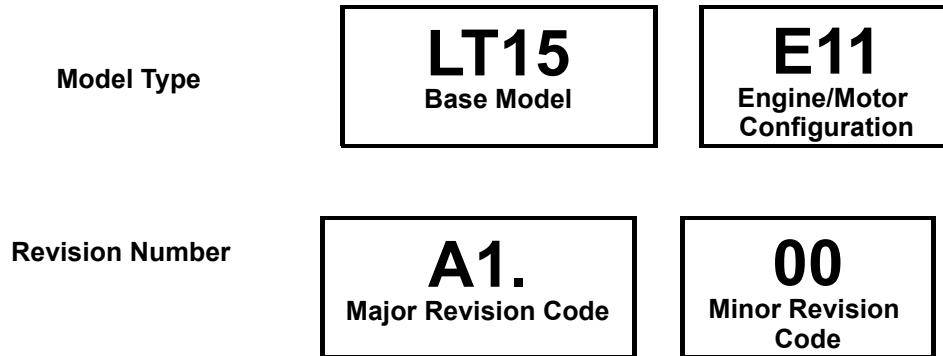 Model Type
LT15
Base Model
E11
Engine/Motor
Configuration
Revision Number
A1.
Major Revision Code
00
Minor Revision
Code